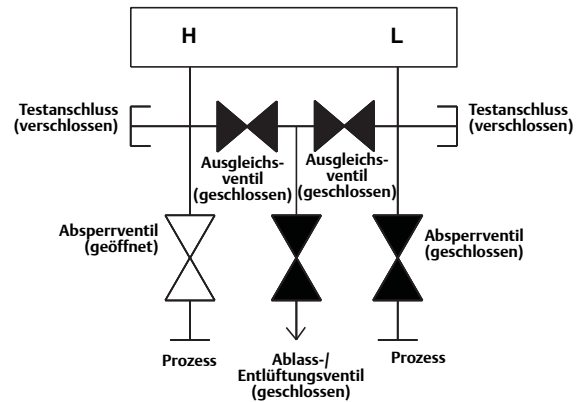 H
L
Testanschluss
(verschlossen)
Testanschluss
(verschlossen)
Ausgleichs-
ventil
(geschlossen)
Ausgleichs-
ventil
(geschlossen)
Absperrventil
(geöffnet)
Absperrventil
(geschlossen)
Prozess
Ablass-/
Entlüftungsventil
(geschlossen)
Prozess